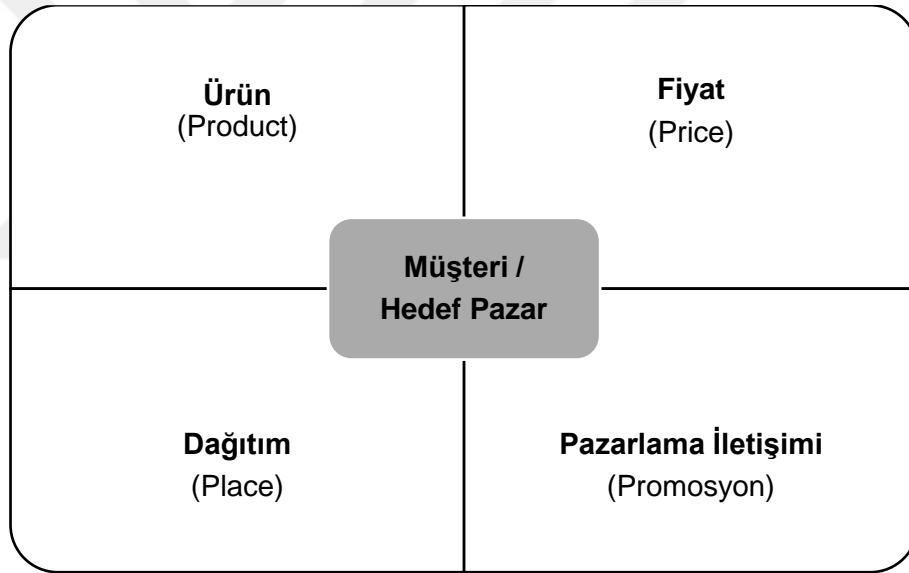 Ürün
(Product)
Fiyat
(Price)
Müşteri /
Hedef Pazar
Dağıtım
(Place)
Pazarlama İletişimi
(Promosyon)